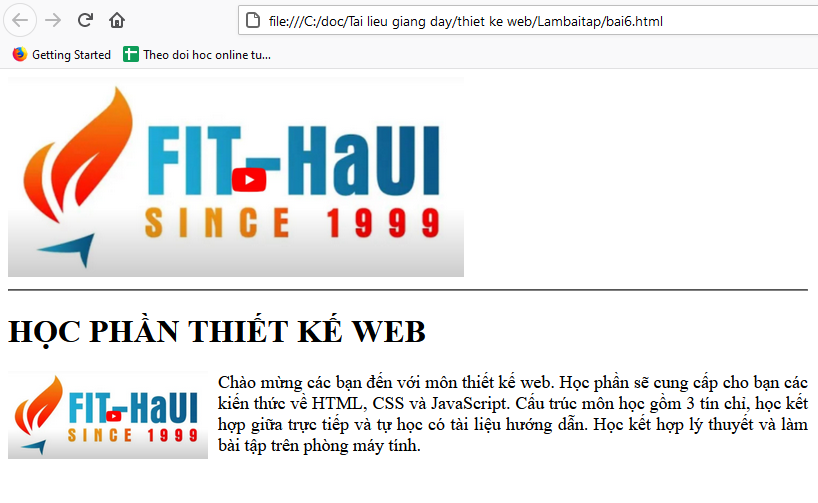 file:///C:/doc/Tai lieu giang day/thiet ke web/Lambaitap/bai6.html
Getting Started
Theo doi hoc online tu...
FIT-HaUI
SINCE 1999
HỌC PHẦN THIẾT KẾ WEB
FIT-HaUI
SINCE 1999
Chào mừng các bạn đến với môn thiết kế web. Học phần sẽ cung cấp cho bạn các
kiến thức về HTML, CSS và JavaScript. Cấu trúc môn học gồm 3 tín chỉ, học kết
hợp giữa trực tiếp và tự học có tài liệu hướng dẫn. Học kết hợp lý thuyết và làm
bài tập trên phòng máy tính.